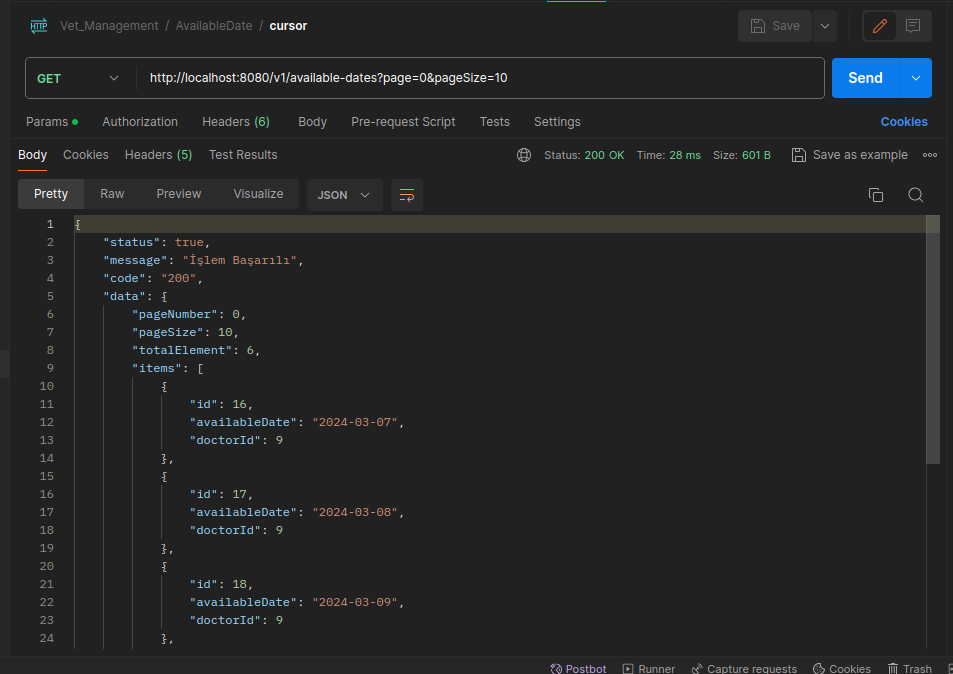 HTTP Vet_Management / AvailableDate / cursor Save
GET http://localhost:8080/v1/available-dates?page=0&pageSize=10 Send
Params Authorization Headers (6) Body Pre-request Script Tests Settings Cookies
Body Cookies Headers (5) Test Results Status: 200 OK Time: 28 ms Size: 601 B Save as example
Pretty Raw Preview Visualize JSON
1 {
2 "status": true,
3 "message": "İşlem Başarılı",
4 "code": "200",
5 "data": {
6 "pageNumber": 0,
7 "pageSize": 10,
8 "totalElement": 6,
9 "items": [
10 {
11 "id": 16,
12 "availableDate": "2024-03-07",
13 "doctorId": 9
14 },
15 {
16 "id": 17,
17 "availableDate": "2024-03-08",
18 "doctorId": 9
19 },
20 {
21 "id": 18,
22 "availableDate": "2024-03-09",
23 "doctorId": 9
24 },
Postbot Runner Capture requests Cookies Trash